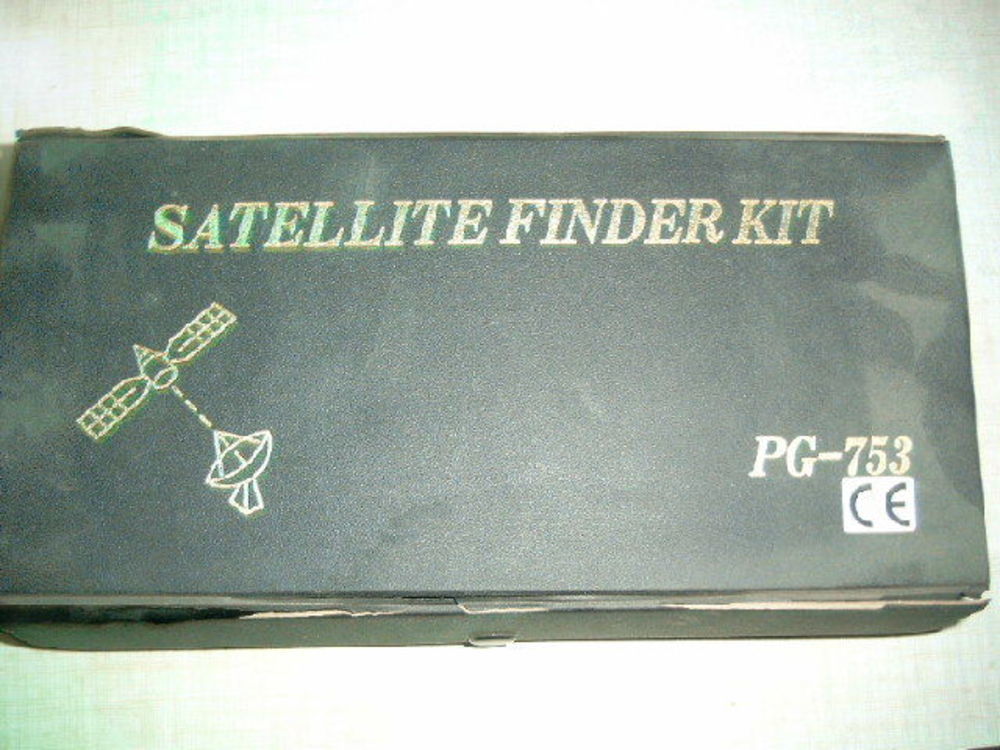 SATELLITE FINDER KIT
PG-753
CE